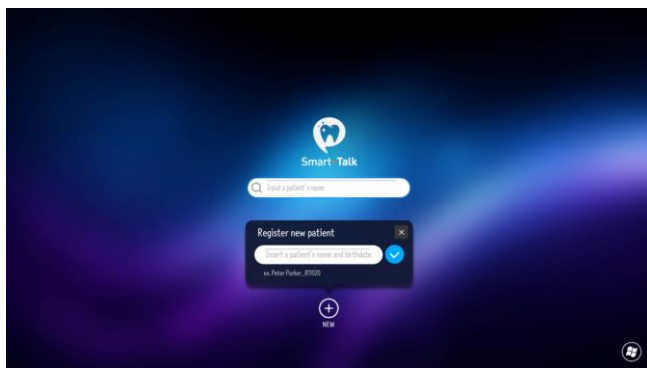 Smart Talk
Input a patient's name.
Register new patient
Insert a patient's name and birthdate.
ex. Peter Parker_811020
NEW